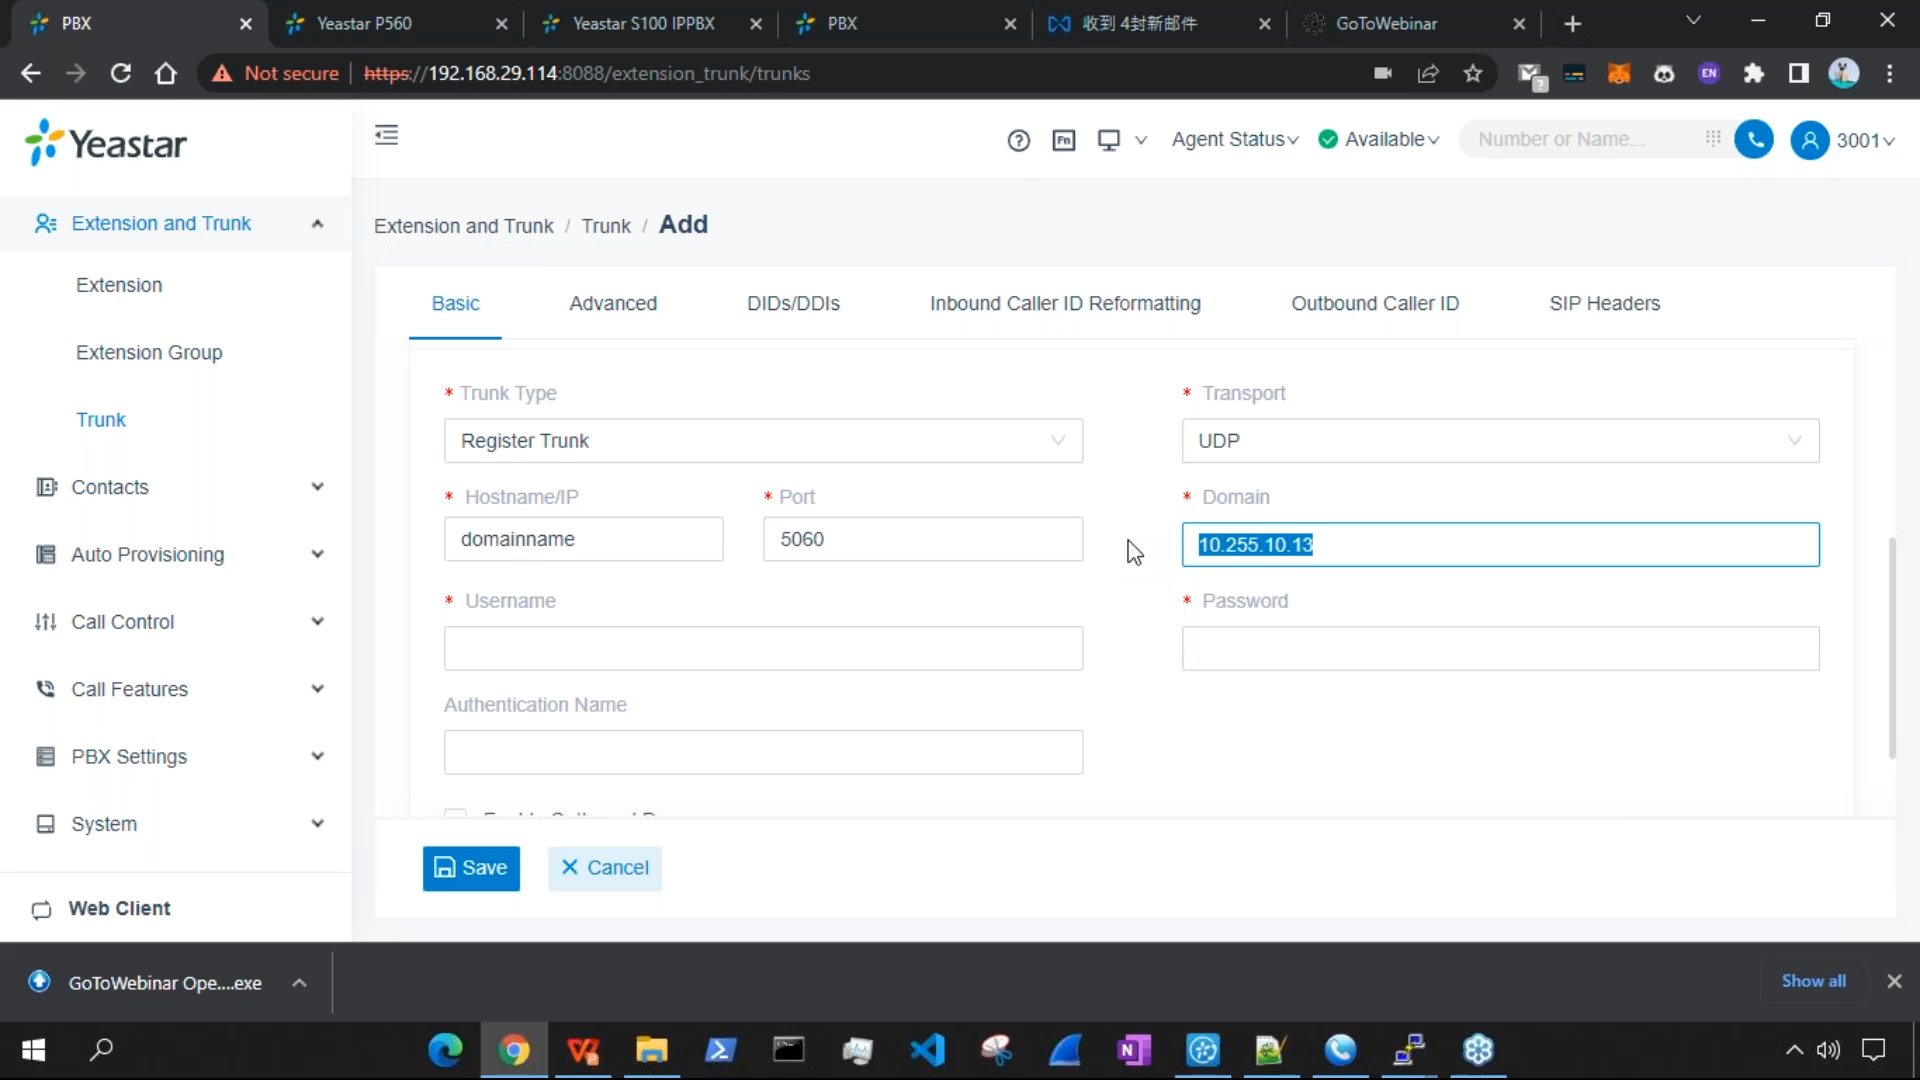 PBX
Yeastar P560
Yeastar S100 IPPBX
PBX
收到 4封新邮件
GoToWebinar
Not secure
https://192.168.29.114:8088/extension_trunk/trunks
EN
Yeastar
Fn
Agent Status
Available
Number or Name...
3001
Extension and Trunk
Extension
Extension Group
Trunk
Contacts
Auto Provisioning
Call Control
Call Features
PBX Settings
System
Web Client
Extension and Trunk / Trunk / Add
Basic
Advanced
DIDs/DDIs
Inbound Caller ID Reformatting
Outbound Caller ID
SIP Headers
* Trunk Type
Register Trunk
* Transport
UDP
* Hostname/IP
domainname
* Port
5060
* Domain
10.255.10.13
* Username
* Password
Authentication Name
Save
Cancel
GoToWebinar Ope....exe
Show all